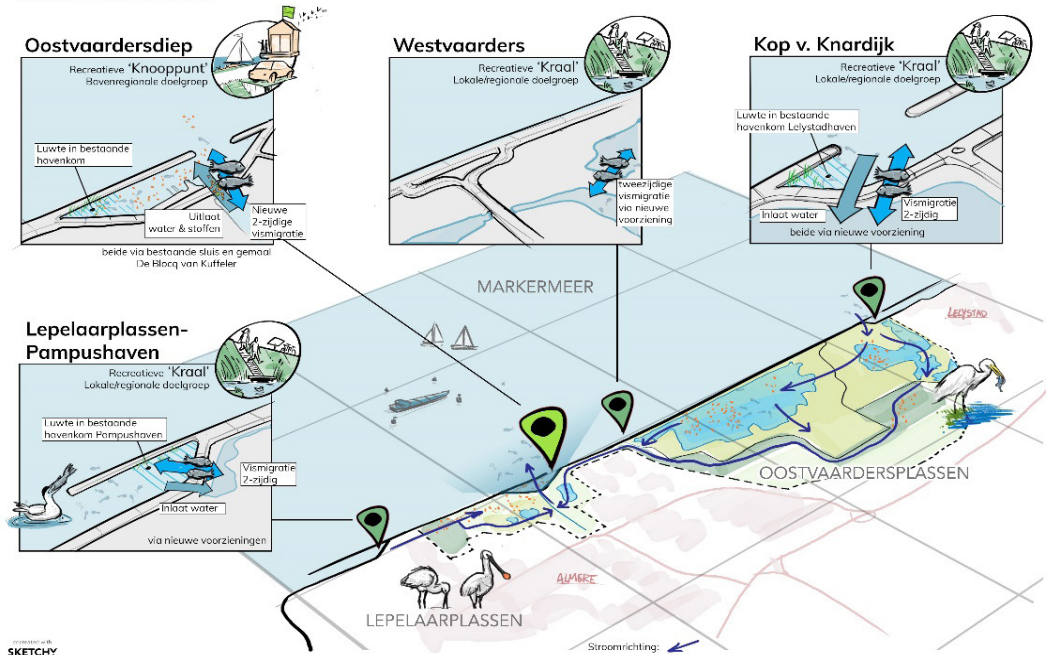 Oostvaardersdiep
Recreatieve 'Knooppunt'
Bovenregionale doelgroep
Luwte in bestaande
havenkom
Uitlaat
water & stoffen
Nieuwe
2-zijdige
vismigratie
beide via bestaande sluis en gemaal
De Blocq van Kuffeler
Westvaarders
Recreatieve 'Kraal'
Lokale/regionale doelgroep
tweezijdige
vismigratie
via nieuwe
voorziening
Kop v. Knardijk
Recreatieve 'Kraal'
Lokale/regionale doelgroep
Luwte in bestaande
havenkom Lelystadhaven
Inlaat water
Vismigratie
2-zijdig
beide via nieuwe voorziening
Lepelaarplassen-
Pampushaven
Recreatieve 'Kraal'
Lokale/regionale doelgroep
Luwte in bestaande
havenkom Pampushaven
Vismigratie
2-zijdig
Inlaat water
via nieuwe voorzieningen
MARKERMEER
LELYSTAD
OOSTVAARDERSPLASSEN
ALMERE
LEPELAARPLASSEN
Stroomrichting:
cocreated with
SKETCHY